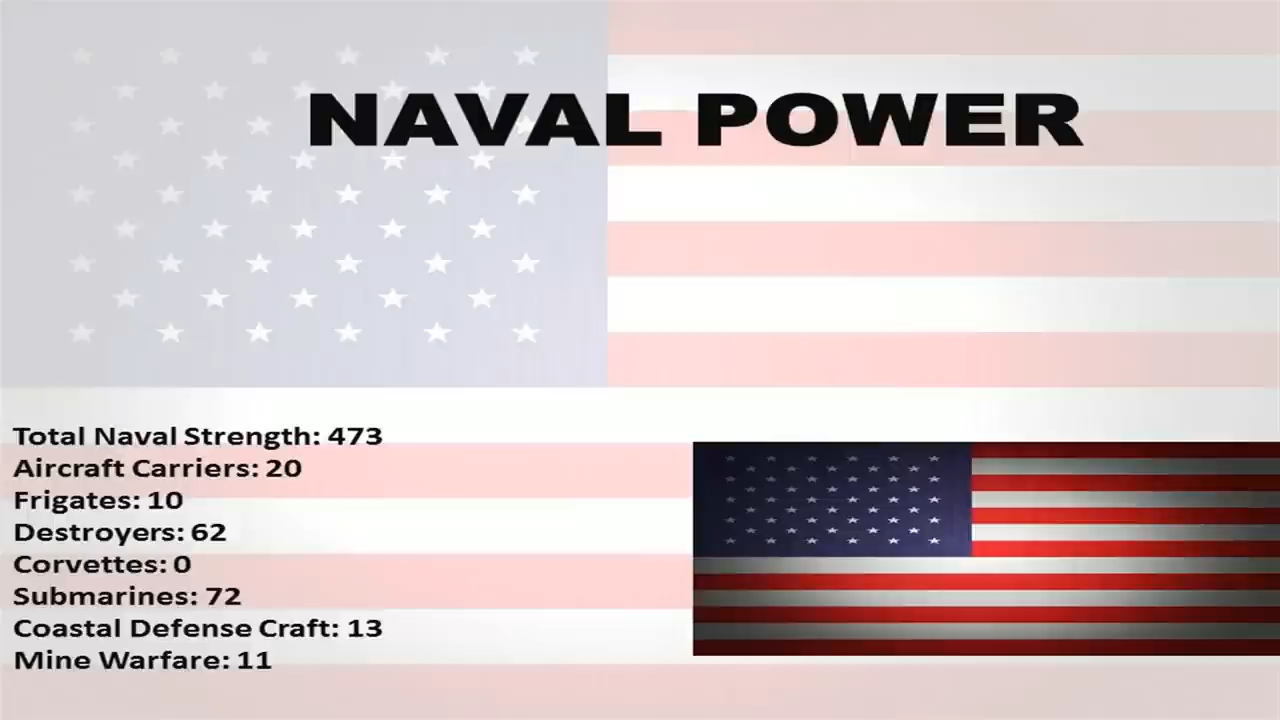 NAVAL POWER
Total Naval Strength: 473
Aircraft Carriers: 20
Frigates: 10
Destroyers: 62
Corvettes: 0
Submarines: 72
Coastal Defense Craft: 13
Mine Warfare: 11